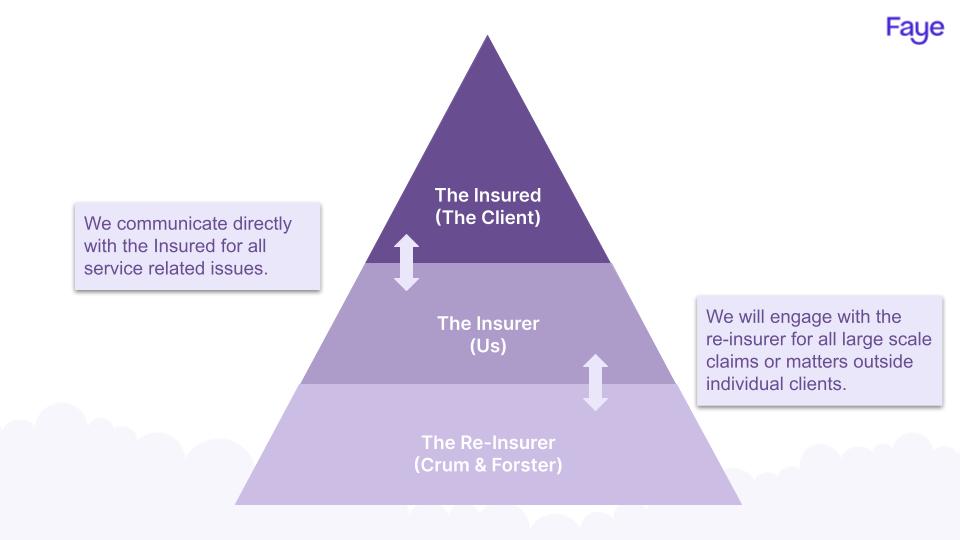 Faye
The Insured
(The Client)
We communicate directly
with the Insured for all
service related issues.
The Insurer
(Us)
We will engage with the
re-insurer for all large scale
claims or matters outside
individual clients.
The Re-Insurer
(Crum & Forster)